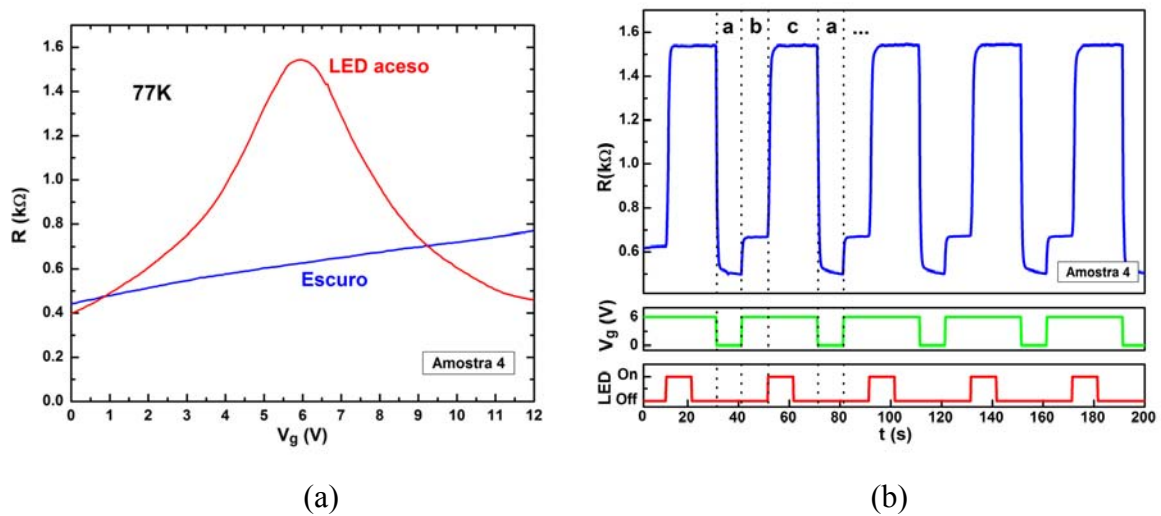 1.6
1.4
1.2
1.0
0.8
0.6
0.4
0.2
0.0
R (kΩ)
77K
LED aceso
Escuro
Amostra 4
0 1 2 3 4 5 6 7 8 9 10 11 12
Vg (V)
(a)
a b c a ...
1.6
1.4
1.2
1.0
0.8
0.6
R(kΩ)
Amostra 4
6
0
Vg (V)
On
Off
LED
20 40 60 80 100 120 140 160 180 200
t (s)
(b)